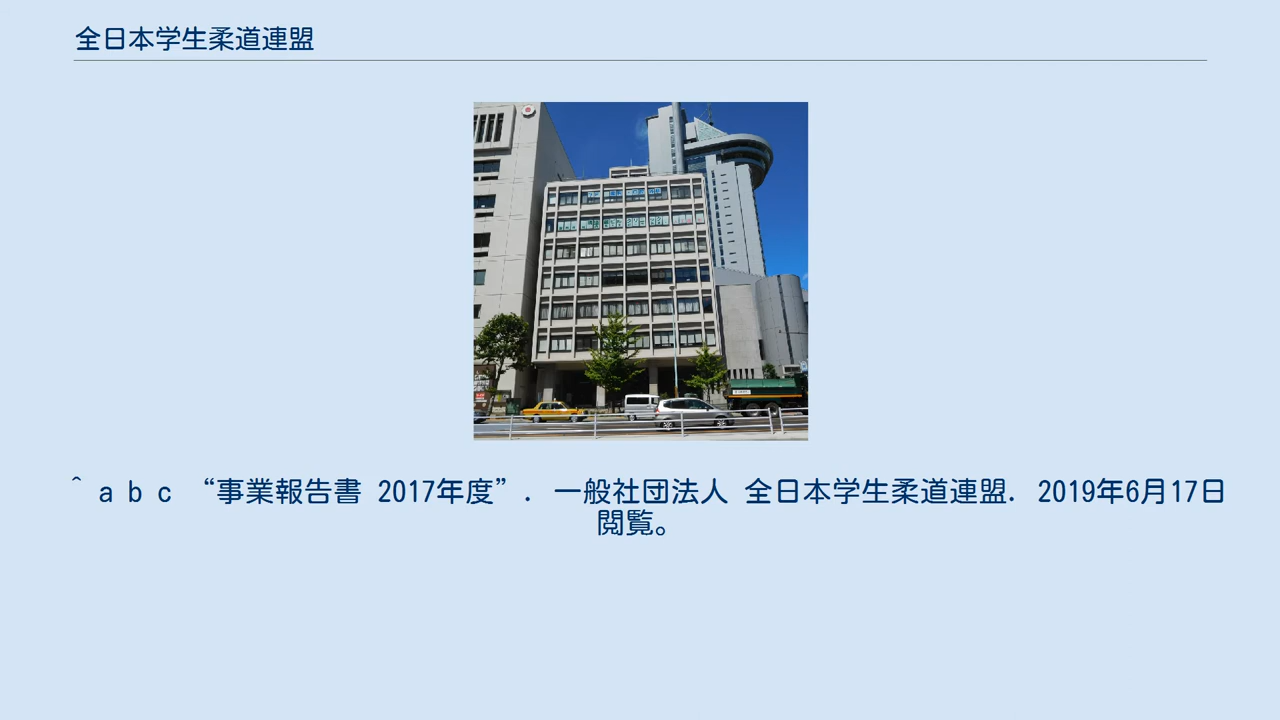 全日本学生柔道連盟
^ a b c “事業報告書 2017年度”. 一般社団法人 全日本学生柔道連盟. 2019年6月17日
閲覧。